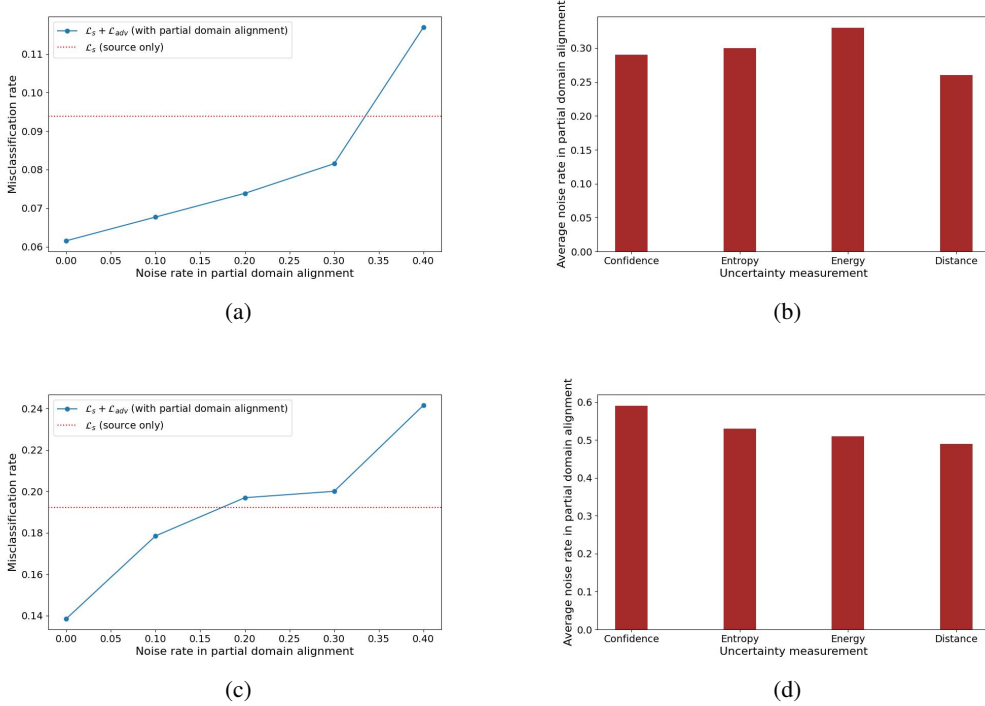 ℒs + ℒadv (with partial domain alignment)
ℒs (source only)
0.11
0.10
0.09
0.08
0.07
0.06
Misclassification rate
0.00 0.05 0.10 0.15 0.20 0.25 0.30 0.35 0.40
Noise rate in partial domain alignment
(a)
Average noise rate in partial domain alignment
0.30
0.25
0.20
0.15
0.10
0.05
0.00
Confidence Entropy Energy Distance
Uncertainty measurement
(b)
ℒs + ℒadv (with partial domain alignment)
ℒs (source only)
0.24
0.22
0.20
0.18
0.16
0.14
Misclassification rate
0.00 0.05 0.10 0.15 0.20 0.25 0.30 0.35 0.40
Noise rate in partial domain alignment
(c)
Average noise rate in partial domain alignment
0.6
0.5
0.4
0.3
0.2
0.1
0.0
Confidence Entropy Energy Distance
Uncertainty measurement
(d)